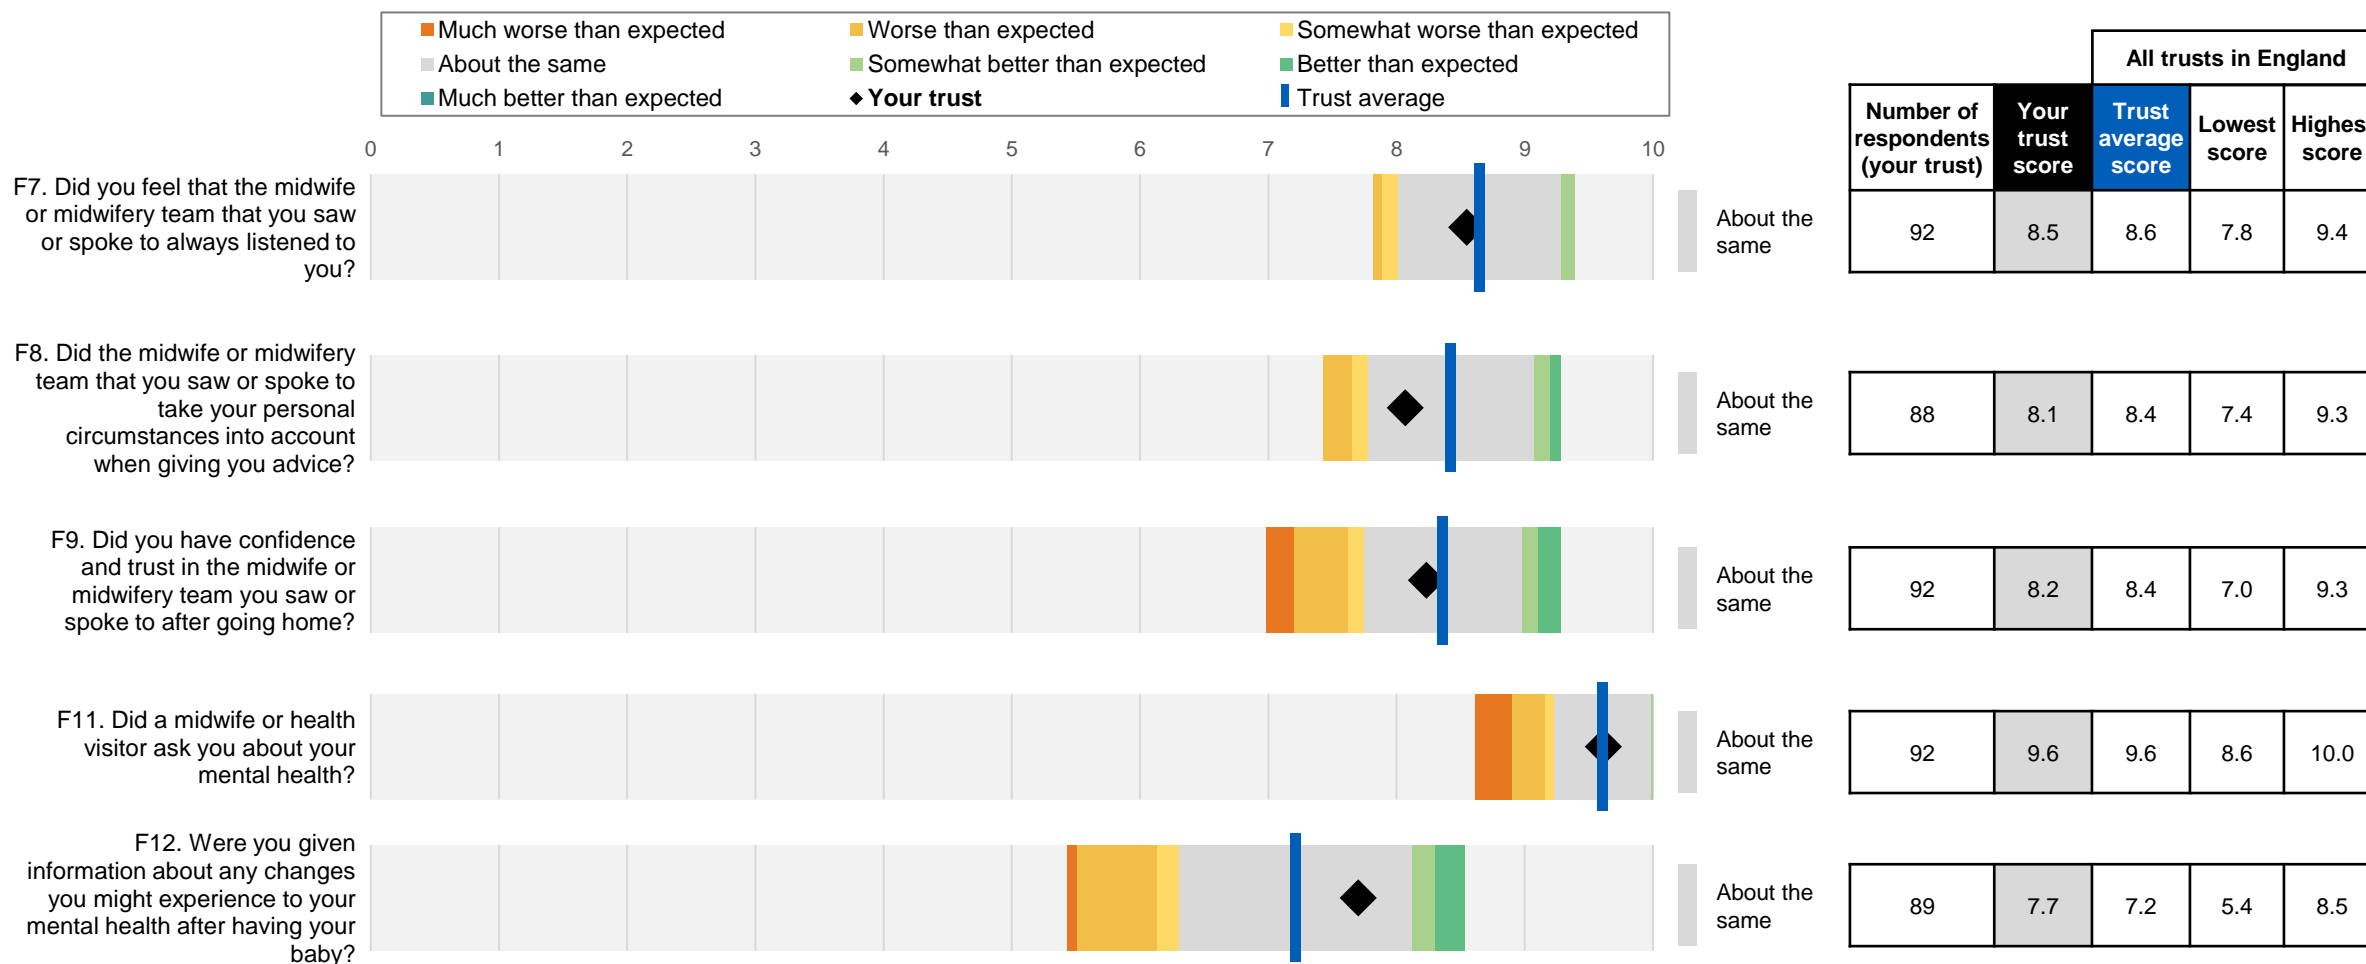 Much worse than expected
Worse than expected
Somewhat worse than expected
About the same
Somewhat better than expected
Better than expected
Much better than expected
Your trust
Trust average
All trusts in England
Number of
respondents
(your trust)
Your
trust
score
Trust
average
score
Lowest
score
Highes
score
0 1 2 3 4 5 6 7 8 9 10
F7. Did you feel that the midwife
or midwifery team that you saw
or spoke to always listened to
you?
About the
same
92 8.5 8.6 7.8 9.4
F8. Did the midwife or midwifery
team that you saw or spoke to
take your personal
circumstances into account
when giving you advice?
About the
same
88 8.1 8.4 7.4 9.3
F9. Did you have confidence
and trust in the midwife or
midwifery team you saw or
spoke to after going home?
About the
same
92 8.2 8.4 7.0 9.3
F11. Did a midwife or health
visitor ask you about your
mental health?
About the
same
92 9.6 9.6 8.6 10.0
F12. Were you given
information about any changes
you might experience to your
mental health after having your
baby?
About the
same
89 7.7 7.2 5.4 8.5